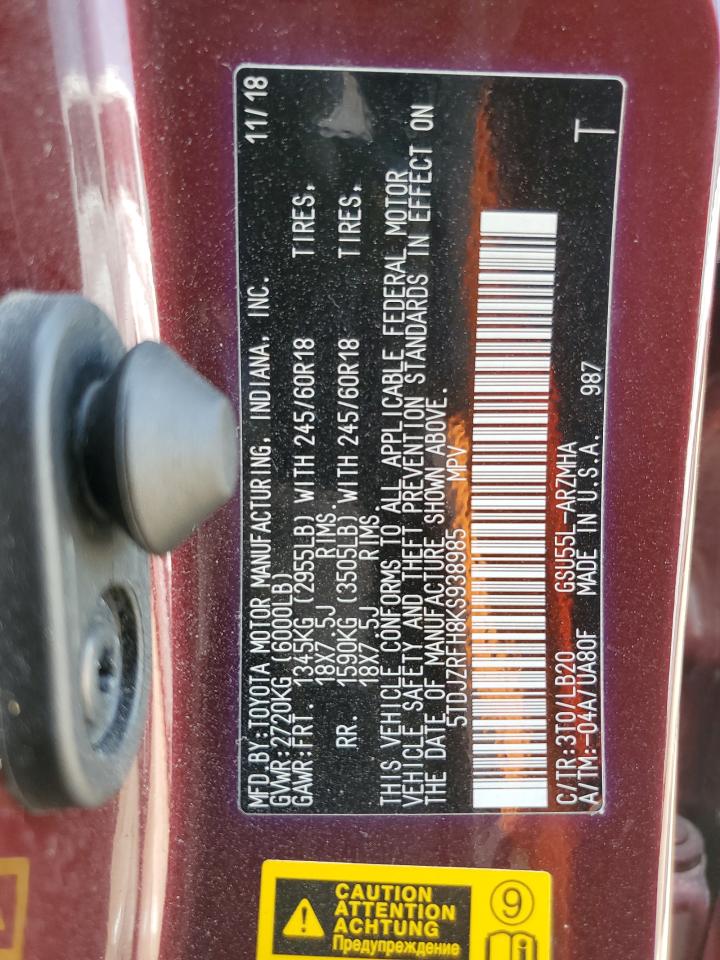 MFD.BY:TOYOTA MOTOR MANUFACTURING, INDIANA, INC. 11/18
GVWR:2720KG (6000LB)
GAWR:FRT. 1345KG (2955LB) WITH 245/60R18 TIRES,
18X7.5J RIMS.
RR. 1590KG (3505LB) WITH 245/60R18 TIRES,
18X7.5J RIMS.
THIS VEHICLE CONFORMS TO ALL APPLICABLE FEDERAL MOTOR
VEHICLE SAFETY AND THEFT PREVENTION STANDARDS IN EFFECT ON
THE DATE OF MANUFACTURE SHOWN ABOVE.
5TDJZRFH8KS938985 MPV
C/TR:3T0/LB20 GSU55L-ARZMHA T
A/TM:-04A/UA80F MADE IN U.S.A. 987
CAUTION
ATTENTION
ACHTUNG
Предупреждение
9